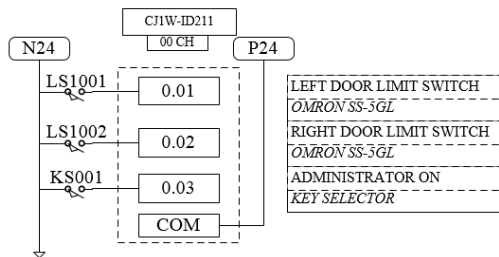 CJ1W-ID211
00 CH
N24
P24
LS1001
0.01
LEFT DOOR LIMIT SWITCH
OMRON SS-5GL
LS1002
0.02
RIGHT DOOR LIMIT SWITCH
OMRON SS-5GL
KS001
0.03
ADMINISTRATOR ON
KEY SELECTOR
COM